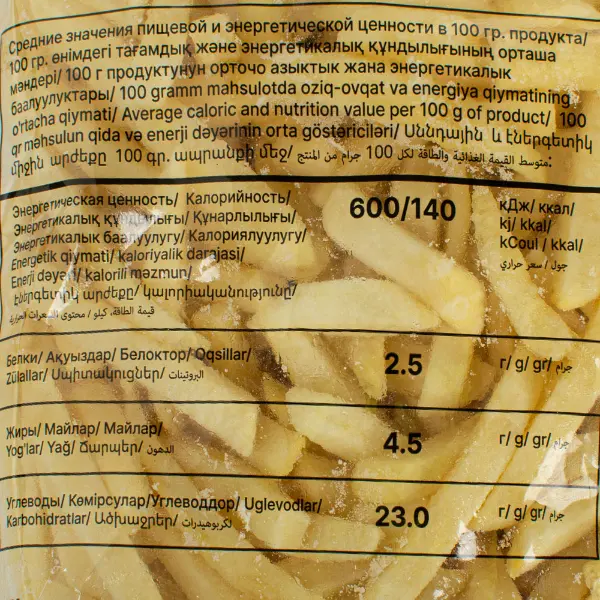 Средние значения пищевой и энергетической ценности в 100 гр. продукта/
100 гр. өнімдегі тағамдық және энергетикалық құндылығының орташа
мәндері/ 100 г продуктунун орточо азыктык жана энергетикалык
баалуулуктары/ 100 gramm mahsulotda oziq-ovqat va energiya qiymatining
o'rtacha qiymati/ Average caloric and nutrition value per 100 g of product/ 100
qr məhsulun qida və enerji dəyərinin orta göstəriciləri/ Սննդային և էներգետիկ
միջին արժեքը 100 գր. ապրանքի մեջ/ متوسط القيمة الغذائية والطاقة لكل 100 جرام من المنتج:
Энергетическая ценность/ Калорийность/
Энергетикалық құндылығы/ Құнарлылығы/
Энергетикалык баалуулугу/ Калориялуулугу/
Energetik qiymati/ kaloriyalik darajasi/
Enerji dəyəri/ kalorili məzmun/
Էներգետիկ արժեքը/ կալորիականությունը/
قيمة الطاقة، كيلو / محتوى السعرات الحرارية
600/140
кДж/ ккал/
kj/ kkal/
kCoul / kkal/
جول / سعر حراري
Белки/ Ақуыздар/ Белоктор/ Oqsillar/
Zülallar/ Սպիտակուցներ/ البروتينات
2.5
г/ g/ gr/ جرام
Жиры/ Майлар/ Майлар/
Yog'lar/ Yağ/ Ճարպեր/ الدهون
4.5
г/ g/ gr/ جرام
Углеводы/ Көмірсулар/Углеводдор/ Uglevodlar/
Karbohidratlar/ Ածխաջրեր/ لكربوهيدرات
23.0
г/ g/ gr/ جرام